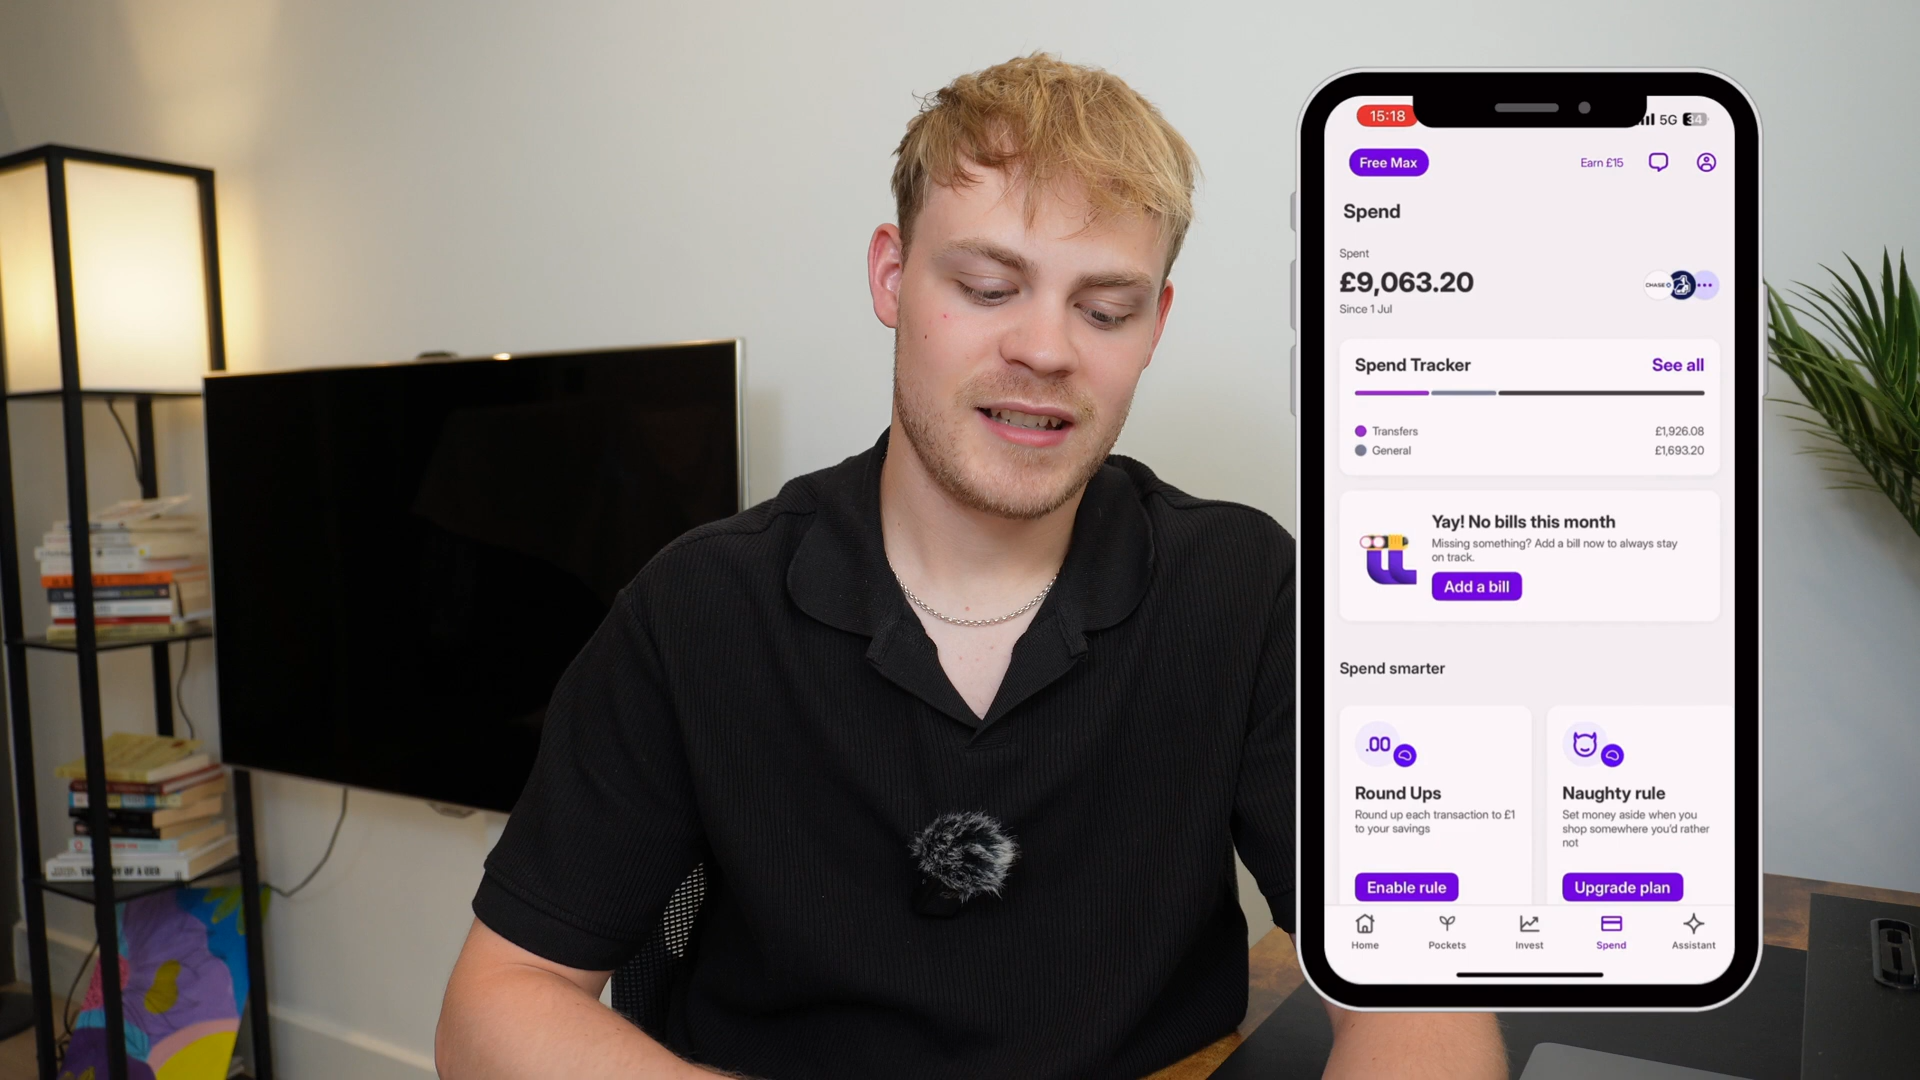 15:18
5G
34
Free Max
Earn £15
Spend
Spent
£9,063.20
CHASE
Since 1 Jul
Spend Tracker
See all
Transfers
£1,926.08
General
£1,693.20
Yay! No bills this month
Missing something? Add a bill now to always stay
on track.
Add a bill
Spend smarter
.00
Round Ups
Round up each transaction to £1
to your savings
Enable rule
Naughty rule
Set money aside when you
shop somewhere you'd rather
not
Upgrade plan
Home
Pockets
Invest
Spend
Assistant
OF A CEO